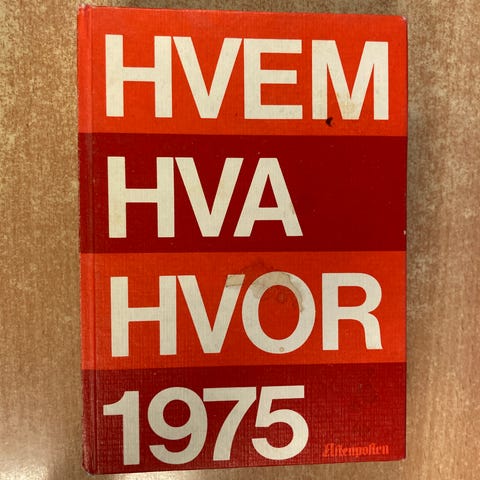 HVEM
HVA
HVOR
1975
Aftenposten